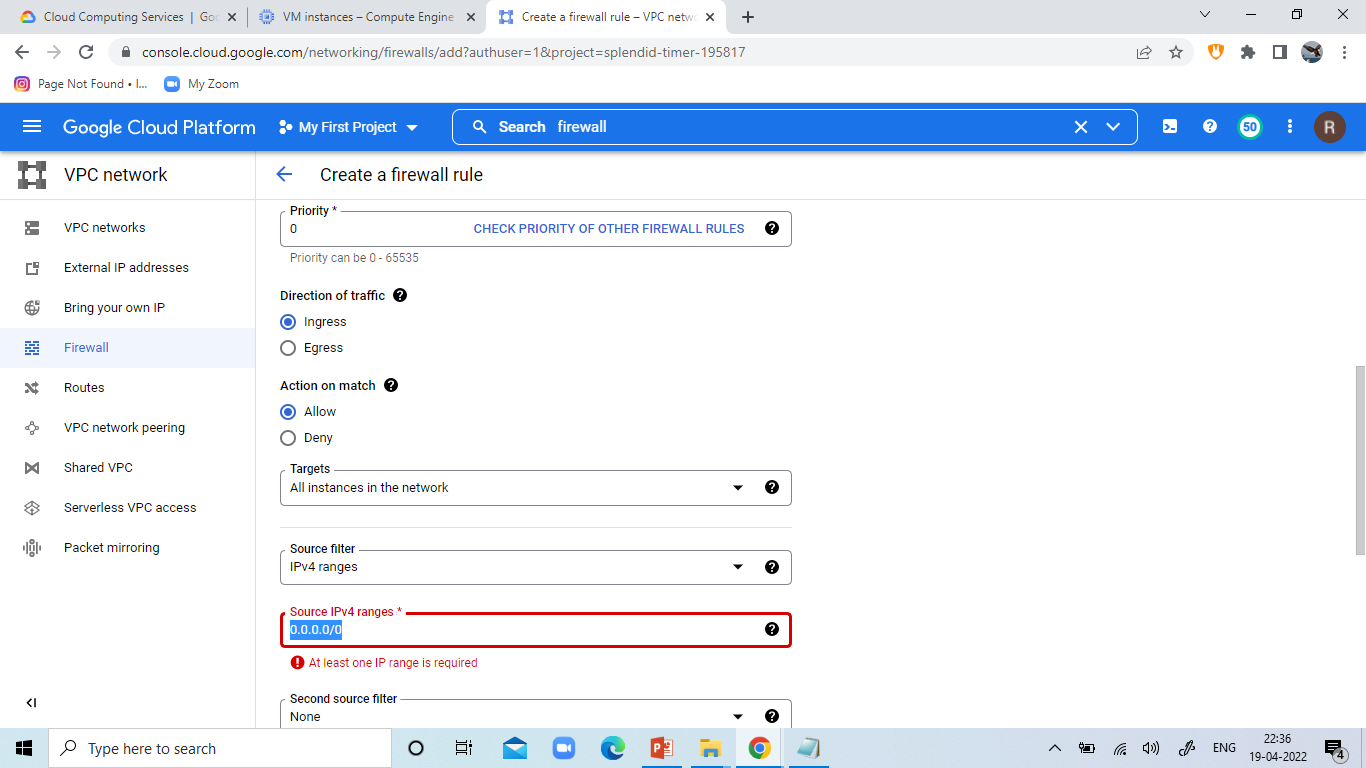 Cloud Computing Services | Goo
VM instances – Compute Engine
Create a firewall rule – VPC netw
console.cloud.google.com/networking/firewalls/add?authuser=1&project=splendid-timer-195817
Page Not Found • I...
My Zoom
Google Cloud Platform
My First Project
Search firewall
50
R
VPC network
Create a firewall rule
VPC networks
External IP addresses
Bring your own IP
Firewall
Routes
VPC network peering
Shared VPC
Serverless VPC access
Packet mirroring
Priority *
0
CHECK PRIORITY OF OTHER FIREWALL RULES
Priority can be 0 - 65535
Direction of traffic
Ingress
Egress
Action on match
Allow
Deny
Targets
All instances in the network
Source filter
IPv4 ranges
Source IPv4 ranges *
0.0.0.0/0
At least one IP range is required
Second source filter
None
Type here to search
ENG
22:36
19-04-2022
4